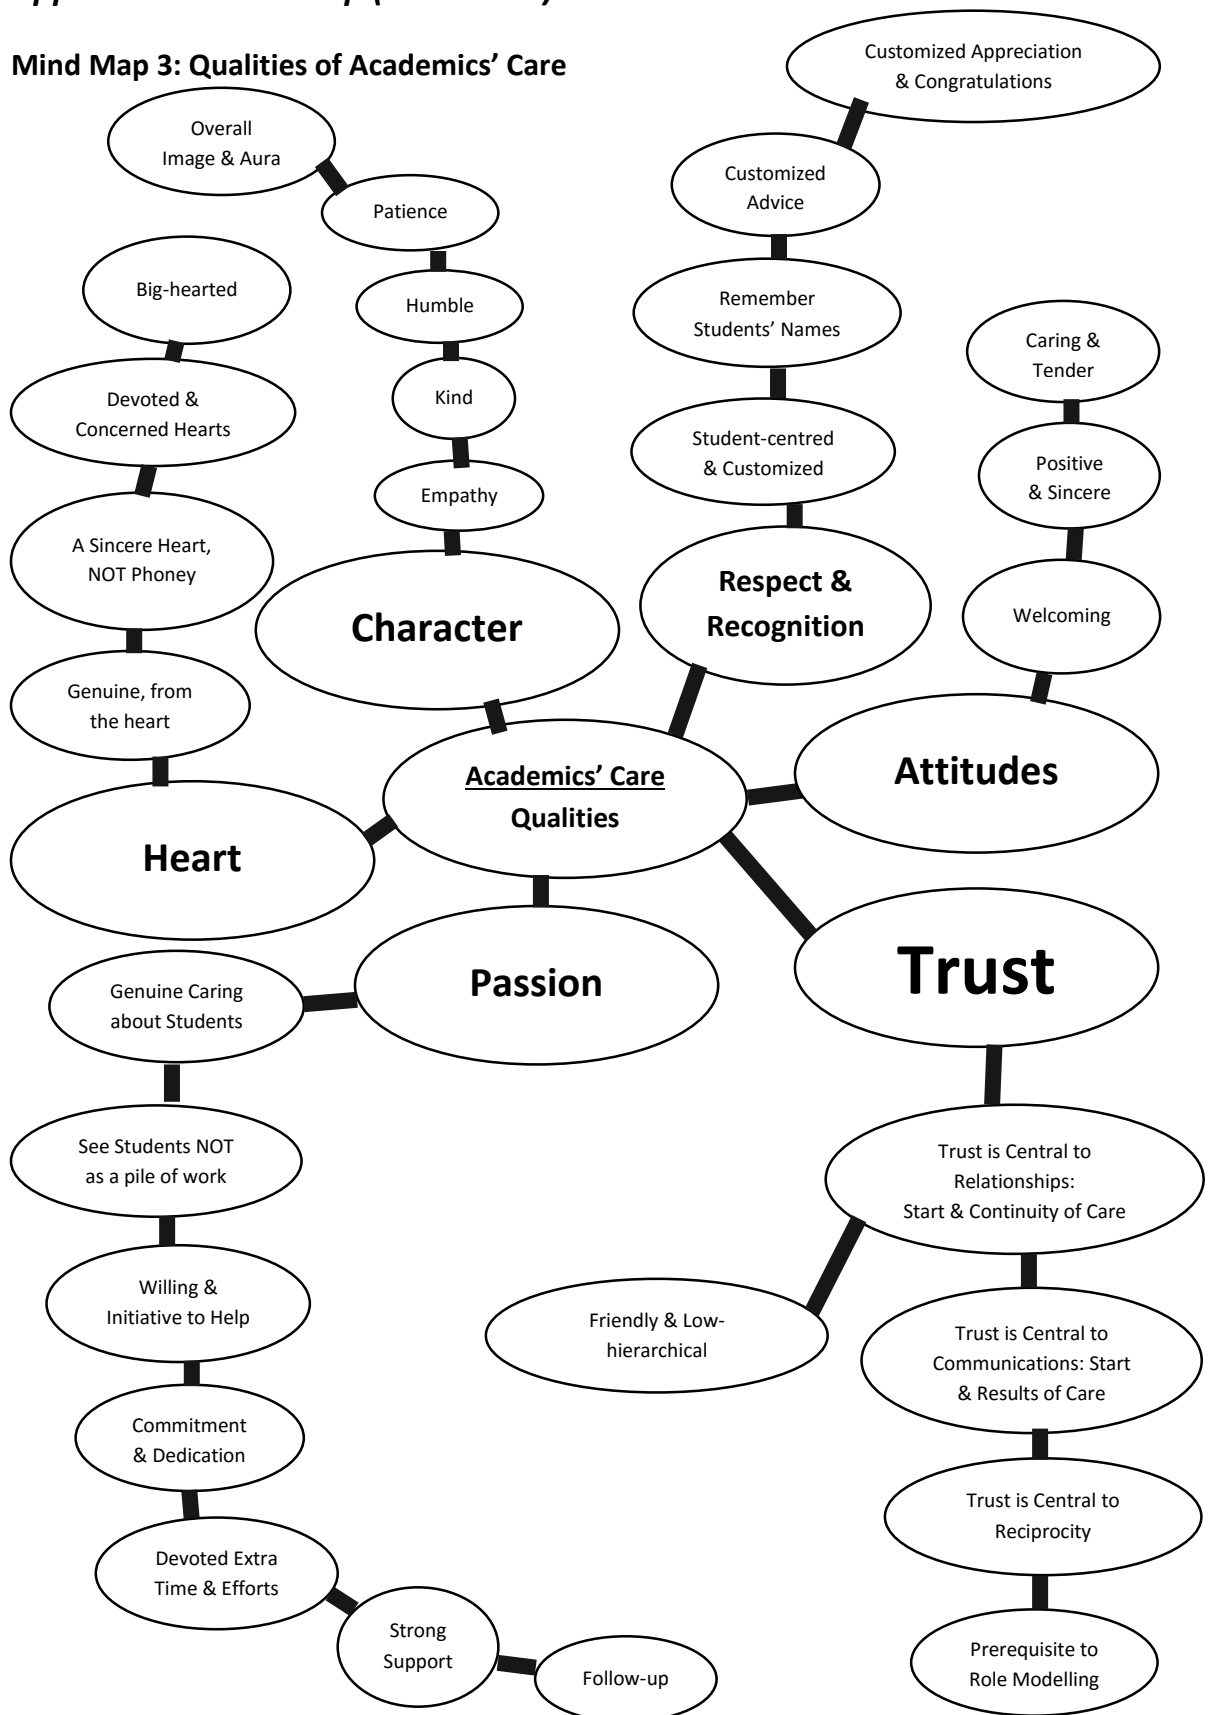 Mind Map 3: Qualities of Academics’ Care
Customized Appreciation
& Congratulations
Overall
Image & Aura
Customized
Advice
Patience
Big-hearted
Humble
Remember
Students’ Names
Caring &
Tender
Devoted &
Concerned Hearts
Kind
Student-centred
& Customized
Positive
& Sincere
Empathy
A Sincere Heart,
NOT Phoney
Character
Respect &
Recognition
Welcoming
Genuine, from
the heart
Academics’ Care
Qualities
Attitudes
Heart
Passion
Trust
Genuine Caring
about Students
See Students NOT
as a pile of work
Trust is Central to
Relationships:
Start & Continuity of Care
Willing &
Initiative to Help
Friendly & Low-
hierarchical
Trust is Central to
Communications: Start
& Results of Care
Commitment
& Dedication
Trust is Central to
Reciprocity
Devoted Extra
Time & Efforts
Strong
Support
Follow-up
Prerequisite to
Role Modelling